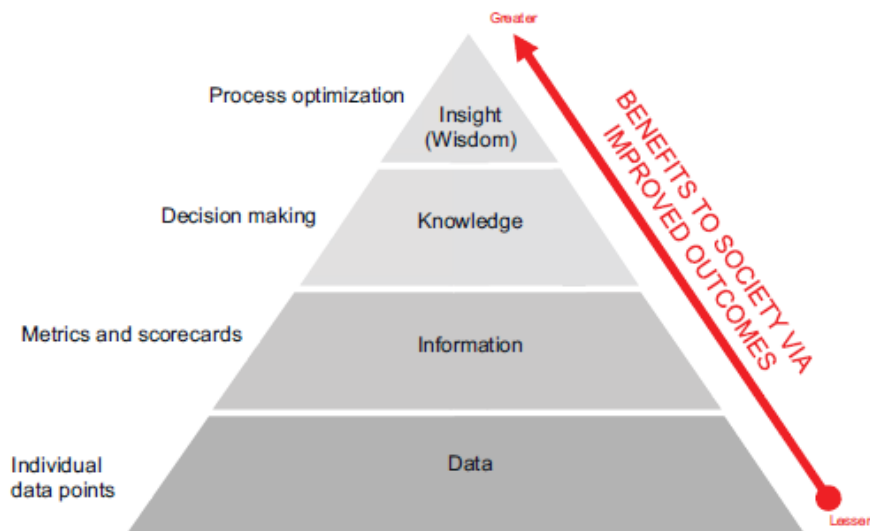 Greater
Process optimization
Insight
(Wisdom)
BENEFITS TO SOCIETY VIA
IMPROVED OUTCOMES
Decision making
Knowledge
Metrics and scorecards
Information
Individual
data points
Data
Lesser